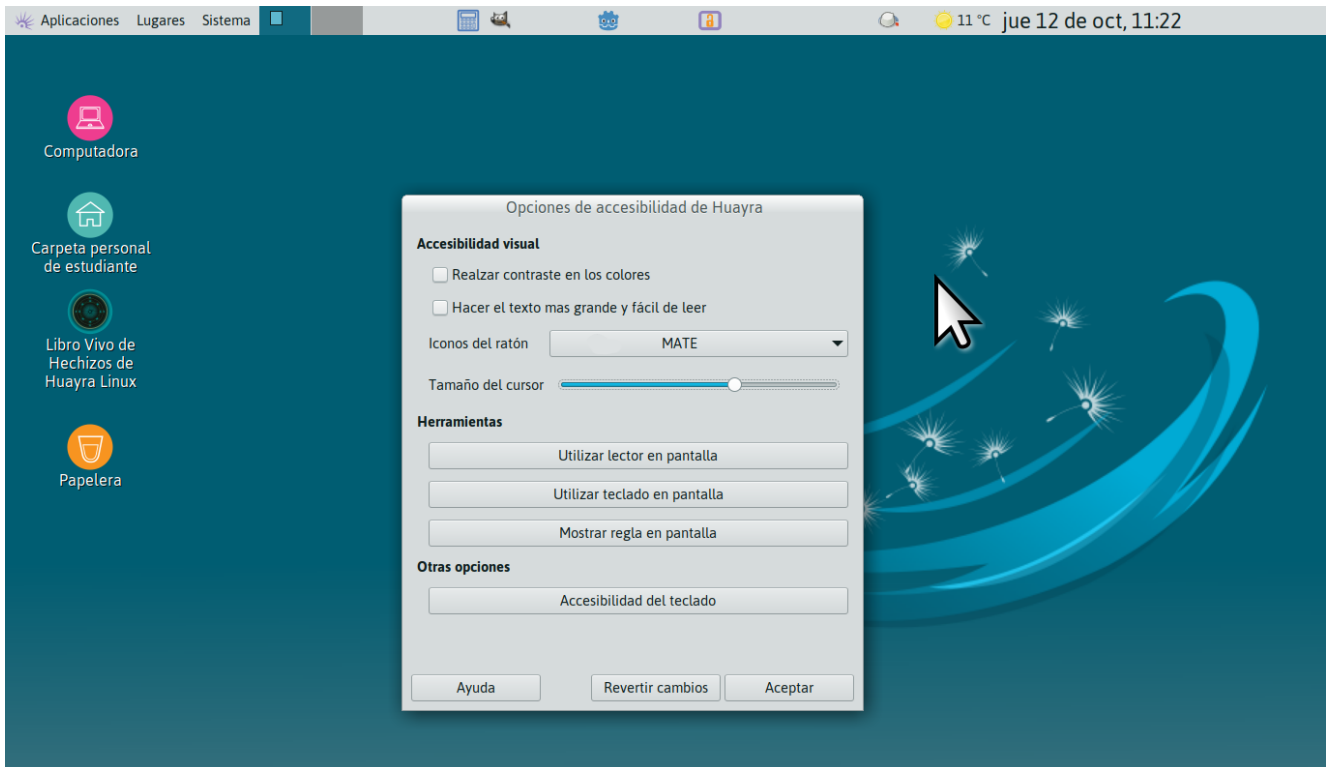 Aplicaciones Lugares Sistema 11 °C jue 12 de oct, 11:22
Computadora
Carpeta personal
de estudiante
Libro Vivo de
Hechizos de
Huayra Linux
Papelera
Opciones de accesibilidad de Huayra
Accesibilidad visual
Realzar contraste en los colores
Hacer el texto mas grande y fácil de leer
Iconos del ratón MATE
Tamaño del cursor
Herramientas
Utilizar lector en pantalla
Utilizar teclado en pantalla
Mostrar regla en pantalla
Otras opciones
Accesibilidad del teclado
Ayuda Revertir cambios Aceptar